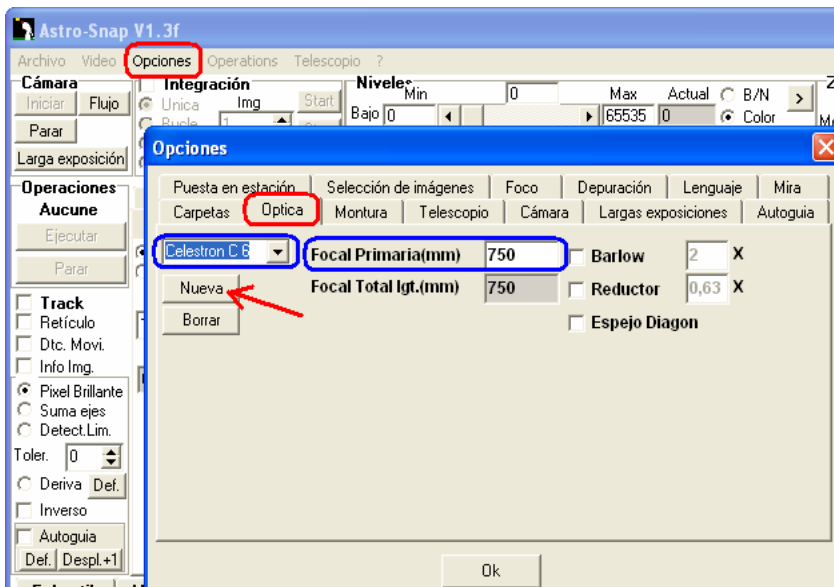 Astro-Snap V1.3f
Archivo Video Opciones Operations Telescopio ?
Cámara Integración Niveles
Iniciar Flujo Unica Img Start Min 0 Max Actual B/N >
Parar 1 Bajo 0 65535 0 Color
Larga exposición
Opciones
Operaciones
Aucune
Ejecutar
Parar
Puesta en estación Selección de imágenes Foco Depuración Lenguaje Mira
Carpetas Optica Montura Telescopio Cámara Largas exposiciones Autoguia
Celestron C 6 Focal Primaria(mm) 750 Barlow 2 X
Nueva Focal Total Igt.(mm) 750 Reductor 0,63 X
Borrar Espejo Diagon
Track
Retículo
Dtc. Movi.
Info Img.
Pixel Brillante
Suma ejes
Detect.Lim.
Toler. 0
Deriva Def.
Inverso
Autoguia
Def. Despl.+1
Ok